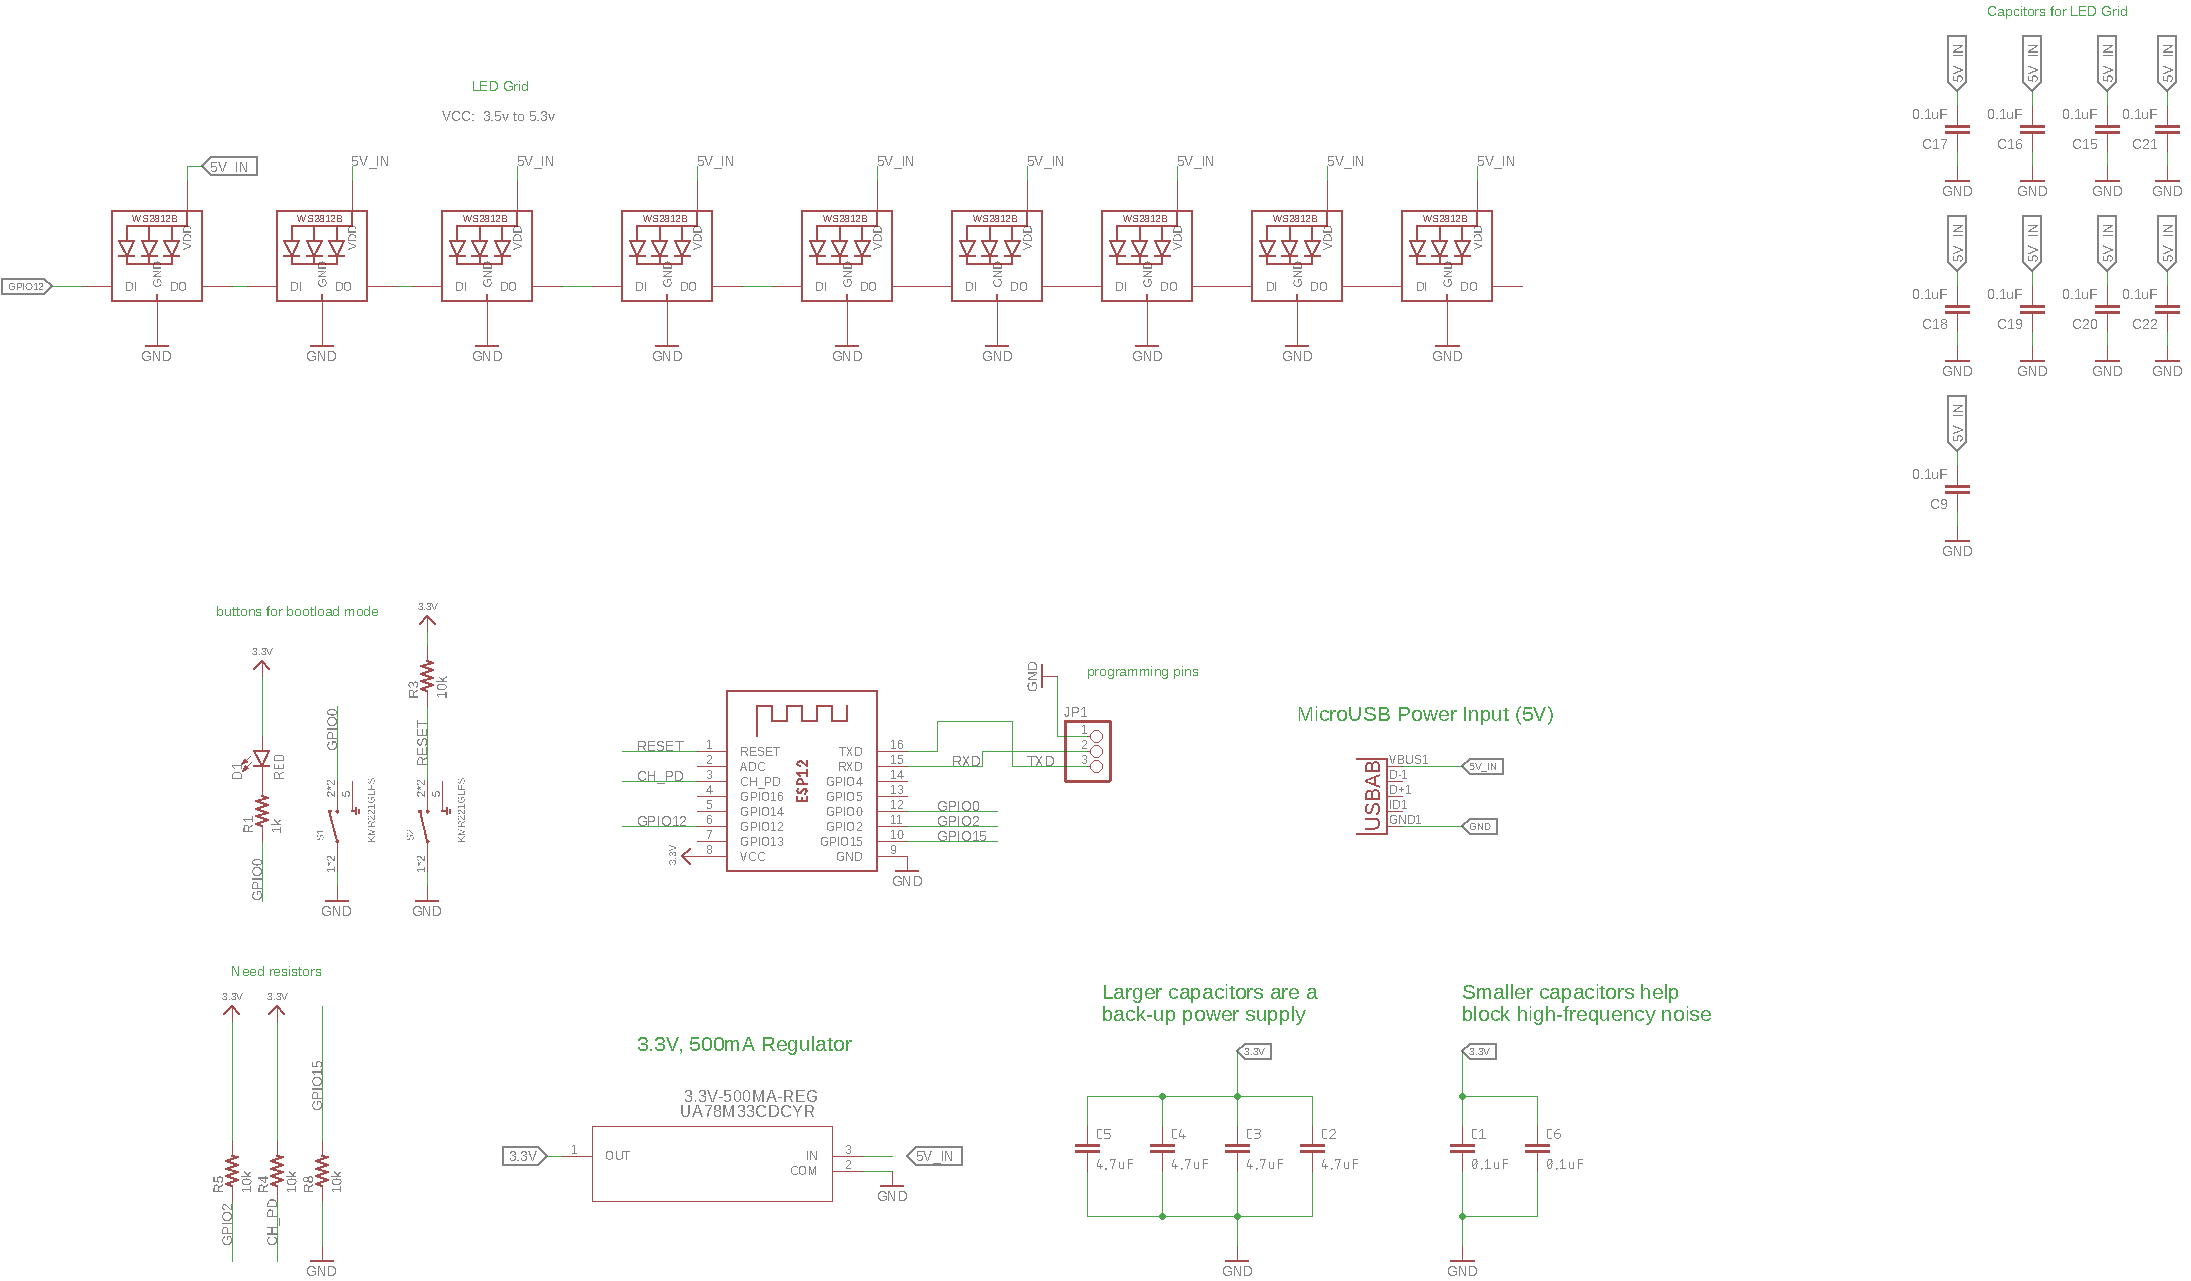 Capcitors for LED Grid
5V_IN 5V_IN 5V_IN 5V_IN
0.1uF 0.1uF 0.1uF 0.1uF
C17 C16 C15 C21
GND GND GND GND
5V_IN 5V_IN 5V_IN 5V_IN
0.1uF 0.1uF 0.1uF 0.1uF
C18 C19 C20 C22
GND GND GND GND
5V_IN
0.1uF
C9
GND
LED Grid
VCC: 3.5v to 5.3v
5V_IN 5V_IN 5V_IN 5V_IN 5V_IN 5V_IN 5V_IN 5V_IN 5V_IN
WS2812B WS2812B WS2812B WS2812B WS2812B WS2812B WS2812B WS2812B WS2812B
VDD VDD VDD VDD VDD VDD VDD VDD VDD
GND GND GND GND GND GND GND GND GND
GPIO12 DI DO DI DO DI DO DI DO DI DO DI DO DI DO DI DO DI DO
GND GND GND GND GND GND GND GND GND
buttons for bootload mode
3.3V
R3
10k
RESET
2*2
5
S2
KMR221GLFS
1*2
GND
3.3V
D1
RED
R1
1k
GPIO0
GPIO0
2*2
5
S1
KMR221GLFS
1*2
GND
programming pins
GND
JP1
1
2
3
RXD TXD
ESP12
RESET 1 RESET TXD 16
2 ADC RXD 15
CH_PD 3 CH_PD GPIO4 14
4 GPIO16 GPIO5 13
5 GPIO14 GPIO0 12 GPIO0
GPIO12 6 GPIO12 GPIO2 11 GPIO2
7 GPIO13 GPIO15 10 GPIO15
3.3V 8 VCC GND 9
GND
MicroUSB Power Input (5V)
USBAB
VBUS1 5V_IN
D-1
D+1
ID1
GND1 GND
Need resistors
3.3V 3.3V
GPIO15
R5 10k R4 10k R8 10k
GPIO2 CH_PD
GND
3.3V, 500mA Regulator
3.3V-500MA-REG
UA78M33CDCYR
3.3V 1 OUT IN 3 5V_IN
COM 2
GND
Larger capacitors are a
back-up power supply
3.3V
C5 C4 C3 C2
4.7uF 4.7uF 4.7uF 4.7uF
GND
Smaller capacitors help
block high-frequency noise
3.3V
C1 C6
0.1uF 0.1uF
GND